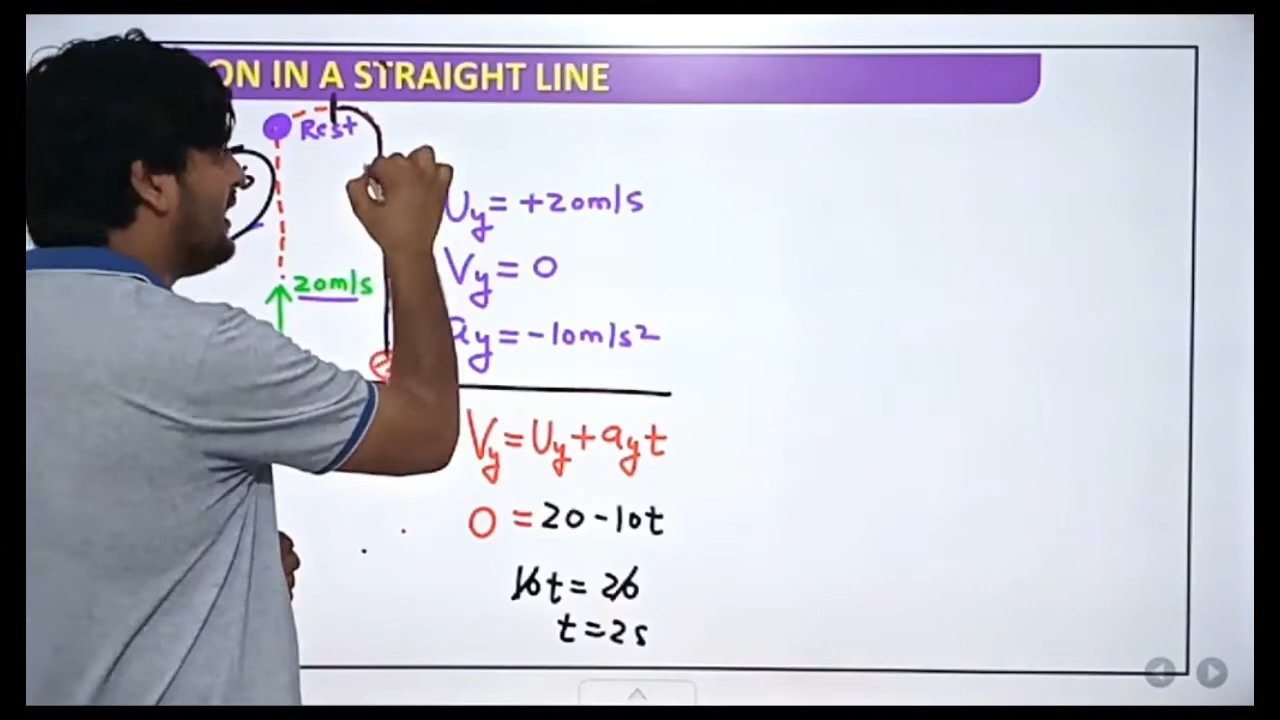 ON IN A STRAIGHT LINE
Rest
20m/s
Uy = +20m/s
Vy = 0
ay = -10m/s2
Vy = Uy + ayt
0 = 20 - 10t
10t = 20
t = 2s